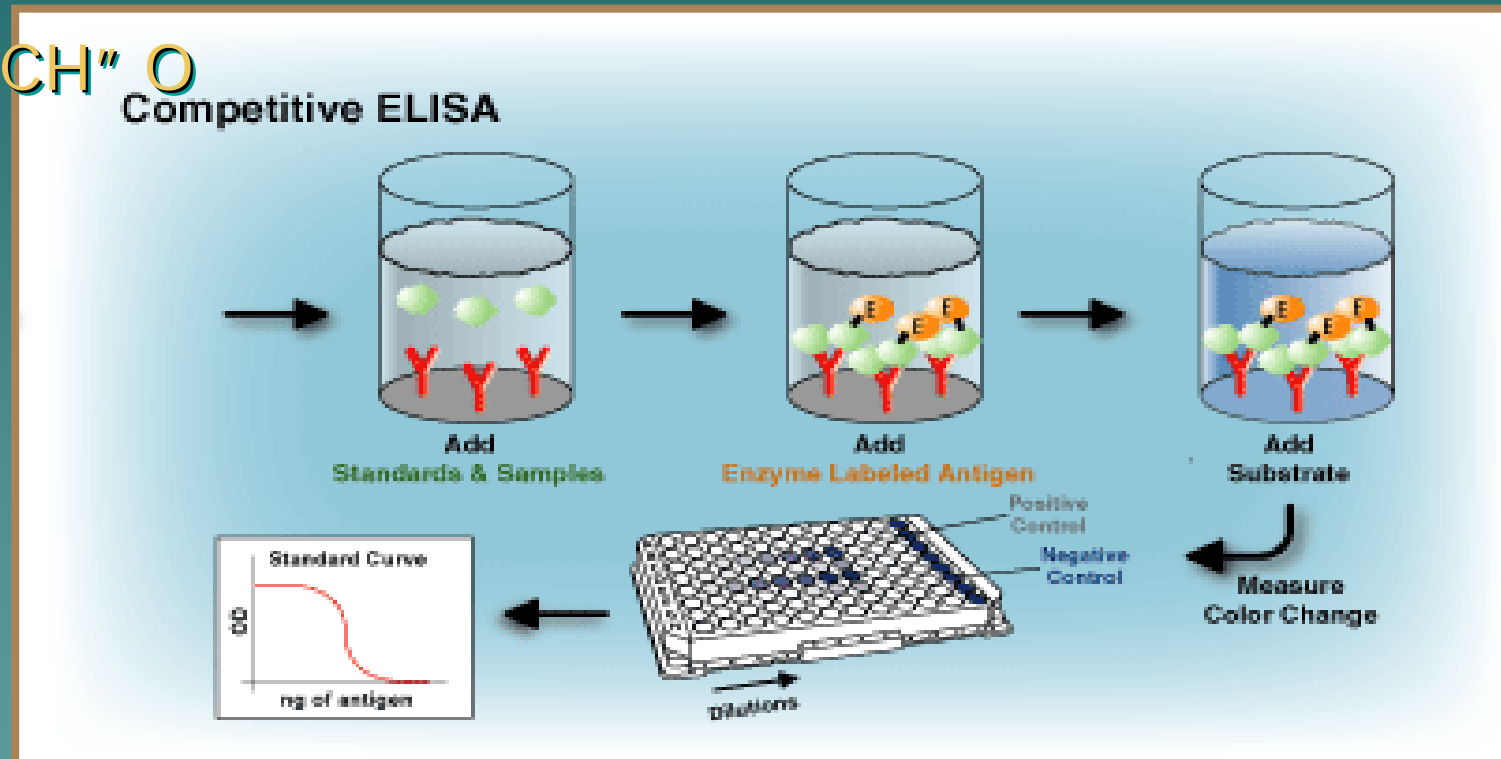 CH" O
Competitive ELISA
E
E
E
E
E
E
Add
Standards & Samples
Add
Enzyme Labeled Antigen
Add
Substrate
Positive
Control
Negative
Control
Measure
Color Change
Standard Curve
OD
ng of antigen
Dilutions